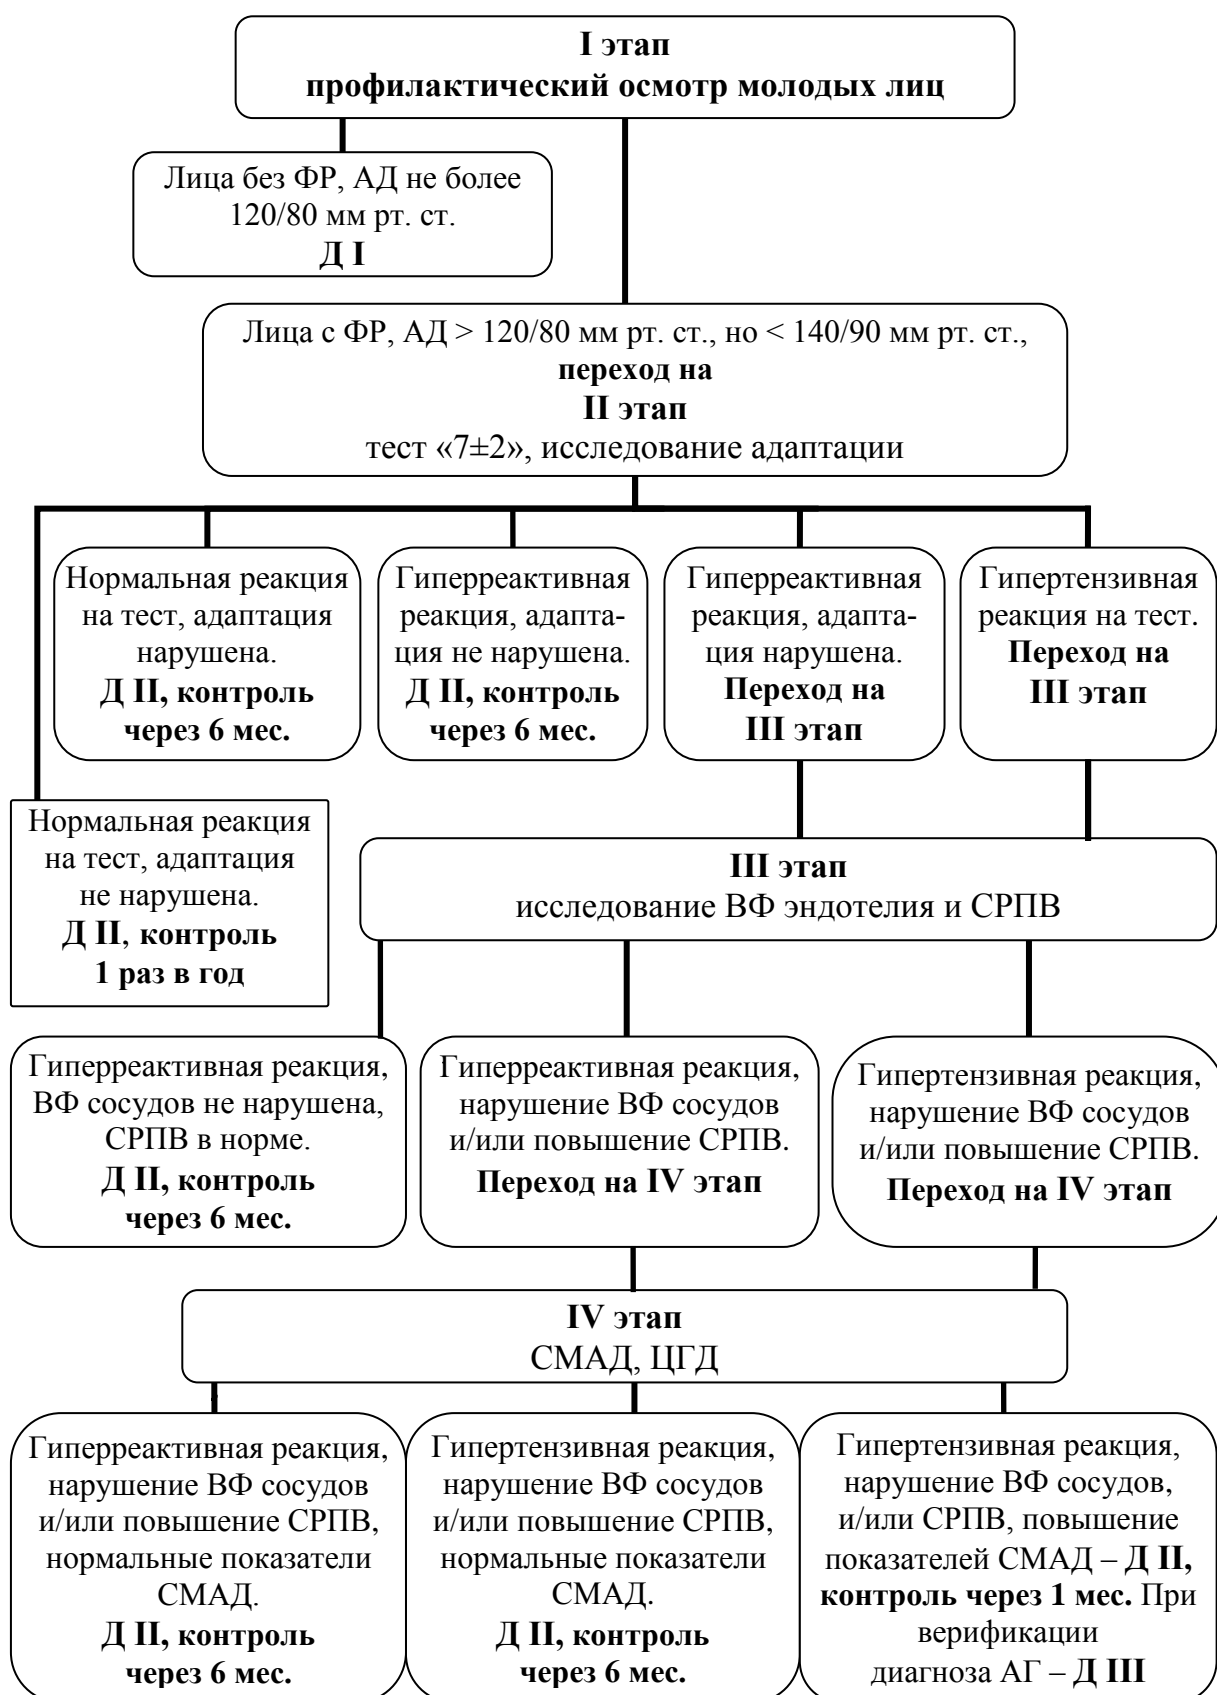 I этап
профилактический осмотр молодых лиц
Лица без ФР, АД не более
120/80 мм рт. ст.
Д I
Лица с ФР, АД > 120/80 мм рт. ст., но < 140/90 мм рт. ст.,
переход на
II этап
тест «7±2», исследование адаптации
Нормальная реакция
на тест, адаптация
нарушена.
Д II, контроль
через 6 мес.
Гиперреактивная
реакция, адапта-
ция не нарушена.
Д II, контроль
через 6 мес.
Гиперреактивная
реакция, адапта-
ция нарушена.
Переход на
III этап
Гипертензивная
реакция на тест.
Переход на
III этап
Нормальная реакция
на тест, адаптация
не нарушена.
Д II, контроль
1 раз в год
III этап
исследование ВФ эндотелия и СРПВ
Гиперреактивная реакция,
ВФ сосудов не нарушена,
СРПВ в норме.
Д II, контроль
через 6 мес.
Гиперреактивная реакция,
нарушение ВФ сосудов
и/или повышение СРПВ.
Переход на IV этап
Гипертензивная реакция,
нарушение ВФ сосудов
и/или повышение СРПВ.
Переход на IV этап
IV этап
СМАД, ЦГД
Гиперреактивная реакция,
нарушение ВФ сосудов
и/или повышение СРПВ,
нормальные показатели
СМАД.
Д II, контроль
через 6 мес.
Гипертензивная реакция,
нарушение ВФ сосудов
и/или повышение СРПВ,
нормальные показатели
СМАД.
Д II, контроль
через 6 мес.
Гипертензивная реакция,
нарушение ВФ сосудов,
и/или СРПВ, повышение
показателей СМАД – Д II,
контроль через 1 мес. При
верификации
диагноза АГ – Д III